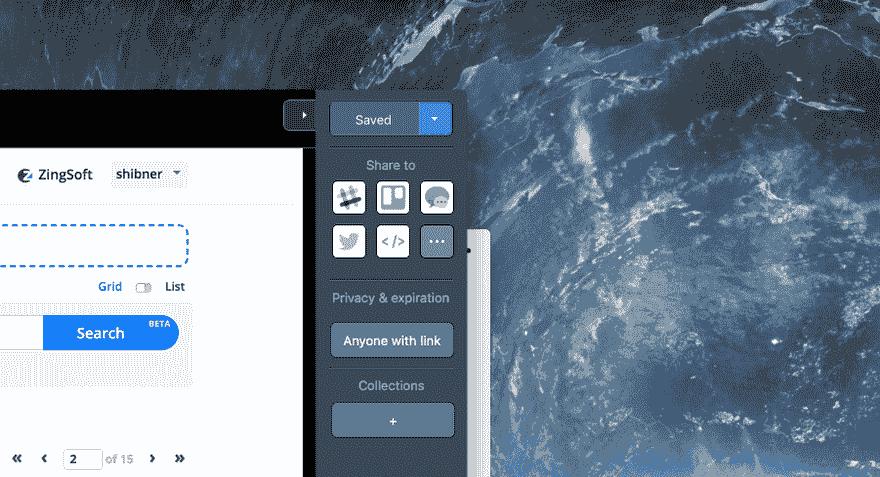 Saved
Share to
ZingSoft
shibner
</>
Grid
List
Privacy & expiration
Search
BETA
Anyone with link
Collections
+
« ‹ 2 of 15 › »